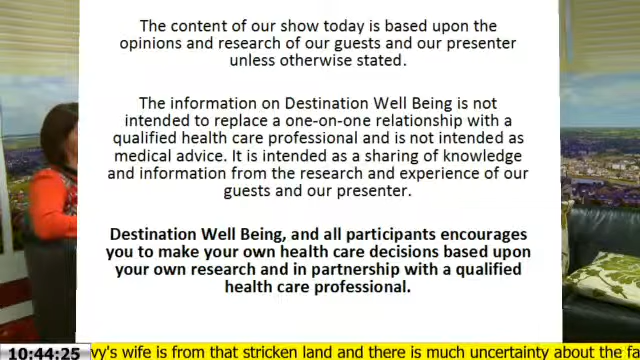 The content of our show today is based upon the
opinions and research of our guests and our presenter
unless otherwise stated.
The information on Destination Well Being is not
intended to replace a one-on-one relationship with a
qualified health care professional and is not intended as
medical advice. It is intended as a sharing of knowledge
and information from the research and experience of our
guests and our presenter.
Destination Well Being, and all participants encourages
you to make your own health care decisions based upon
your own research and in partnership with a qualified
health care professional.
10:44:25 vy's wife is from that stricken land and there is much uncertainty about the fa